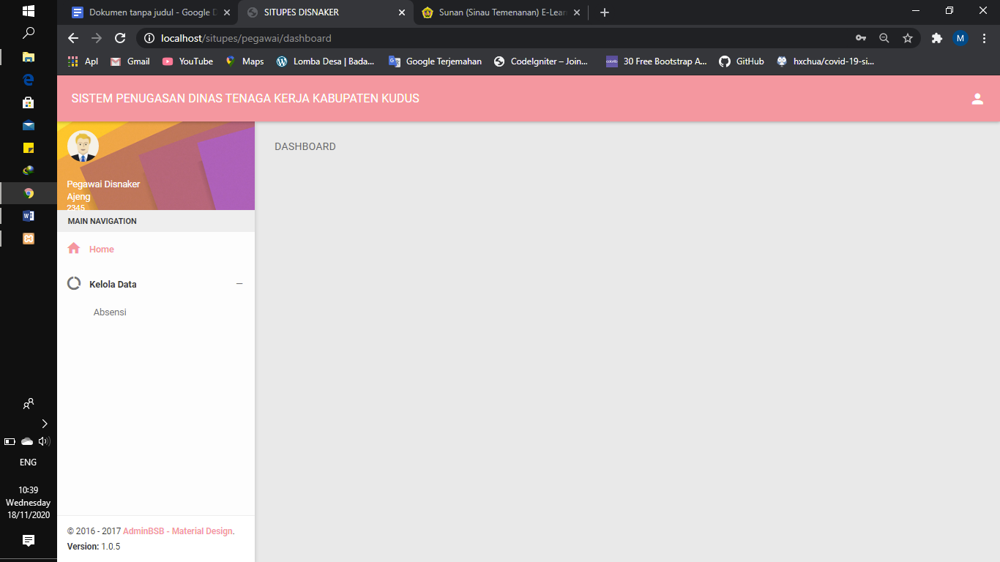 Dokumen tanpa judul - Google D
SITUPES DISNAKER
Sunan (Sinau Temenanan) E-Lear
localhost/situpes/pegawai/dashboard
M
Apl
Gmail
YouTube
Maps
Lomba Desa | Bada...
Google Terjemahan
CodeIgniter – Join...
30 Free Bootstrap A...
GitHub
hxchua/covid-19-si...
SISTEM PENUGASAN DINAS TENAGA KERJA KABUPATEN KUDUS
Pegawai Disnaker
Ajeng
2345
MAIN NAVIGATION
Home
Kelola Data
Absensi
DASHBOARD
© 2016 - 2017 AdminBSB - Material Design.
Version: 1.0.5
ENG
10:39
Wednesday
18/11/2020